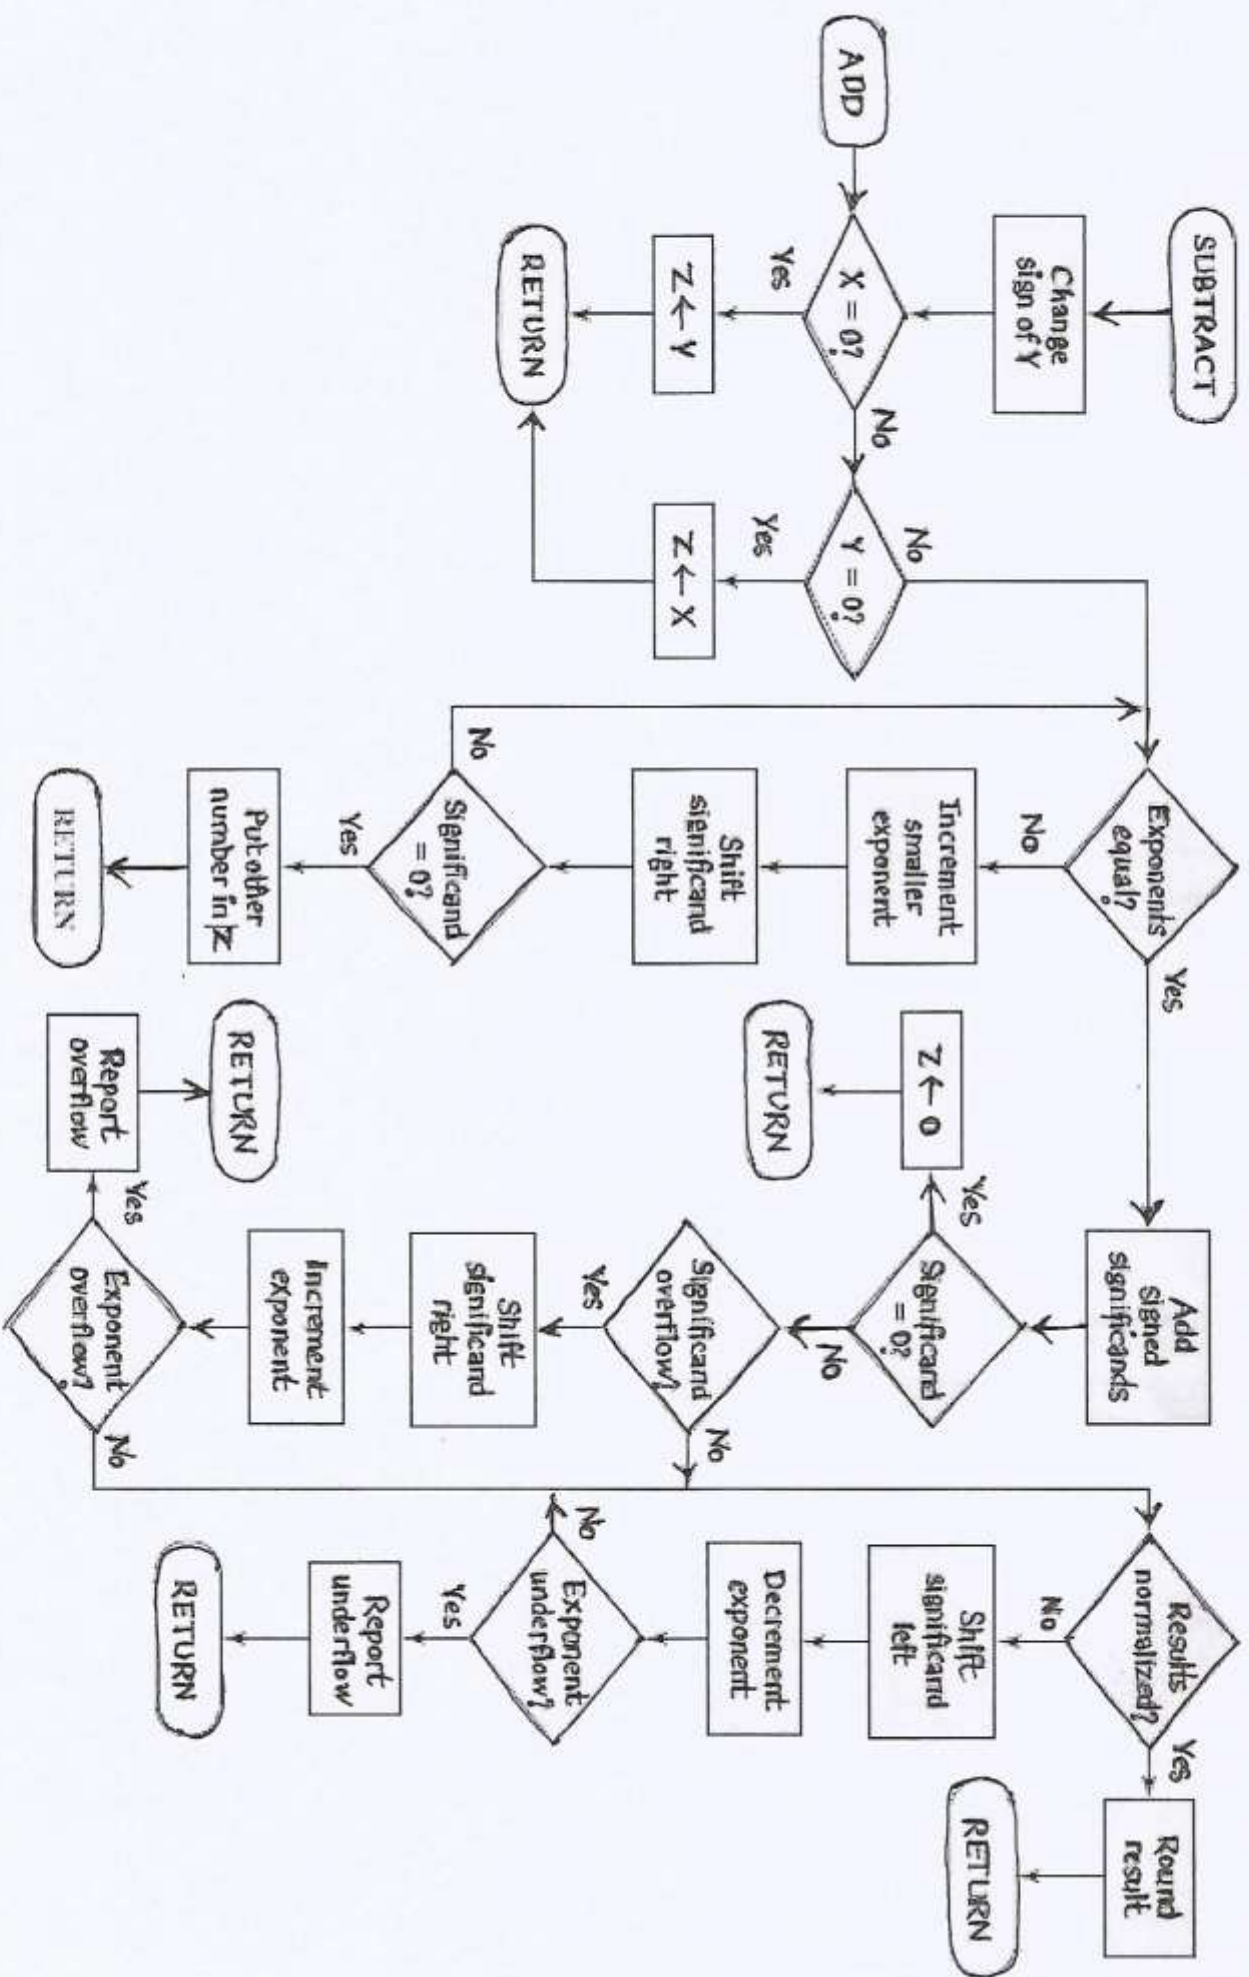 SUBTRACT
Change
sign of Y
ADD
X = 0?
No
Yes
Z ← Y
RETURN
Y = 0?
No
Yes
Z ← X
Exponents
equal?
Yes
No
Increment
smaller
exponent
Shift
significand
right
Significand
= 0?
No
Yes
Put other
number in Z
RETURN
Add
signed
significands
Significand
= 0?
Yes
No
Z ← 0
RETURN
Significand
overflow?
No
Yes
Shift
significand
right
Increment
exponent
Exponent
overflow?
Yes
No
Report
overflow
RETURN
Results
normalized?
Yes
No
Round
result
RETURN
Shift
significand
left
Decrement
exponent
Exponent
underflow?
No
Yes
Report
underflow
RETURN